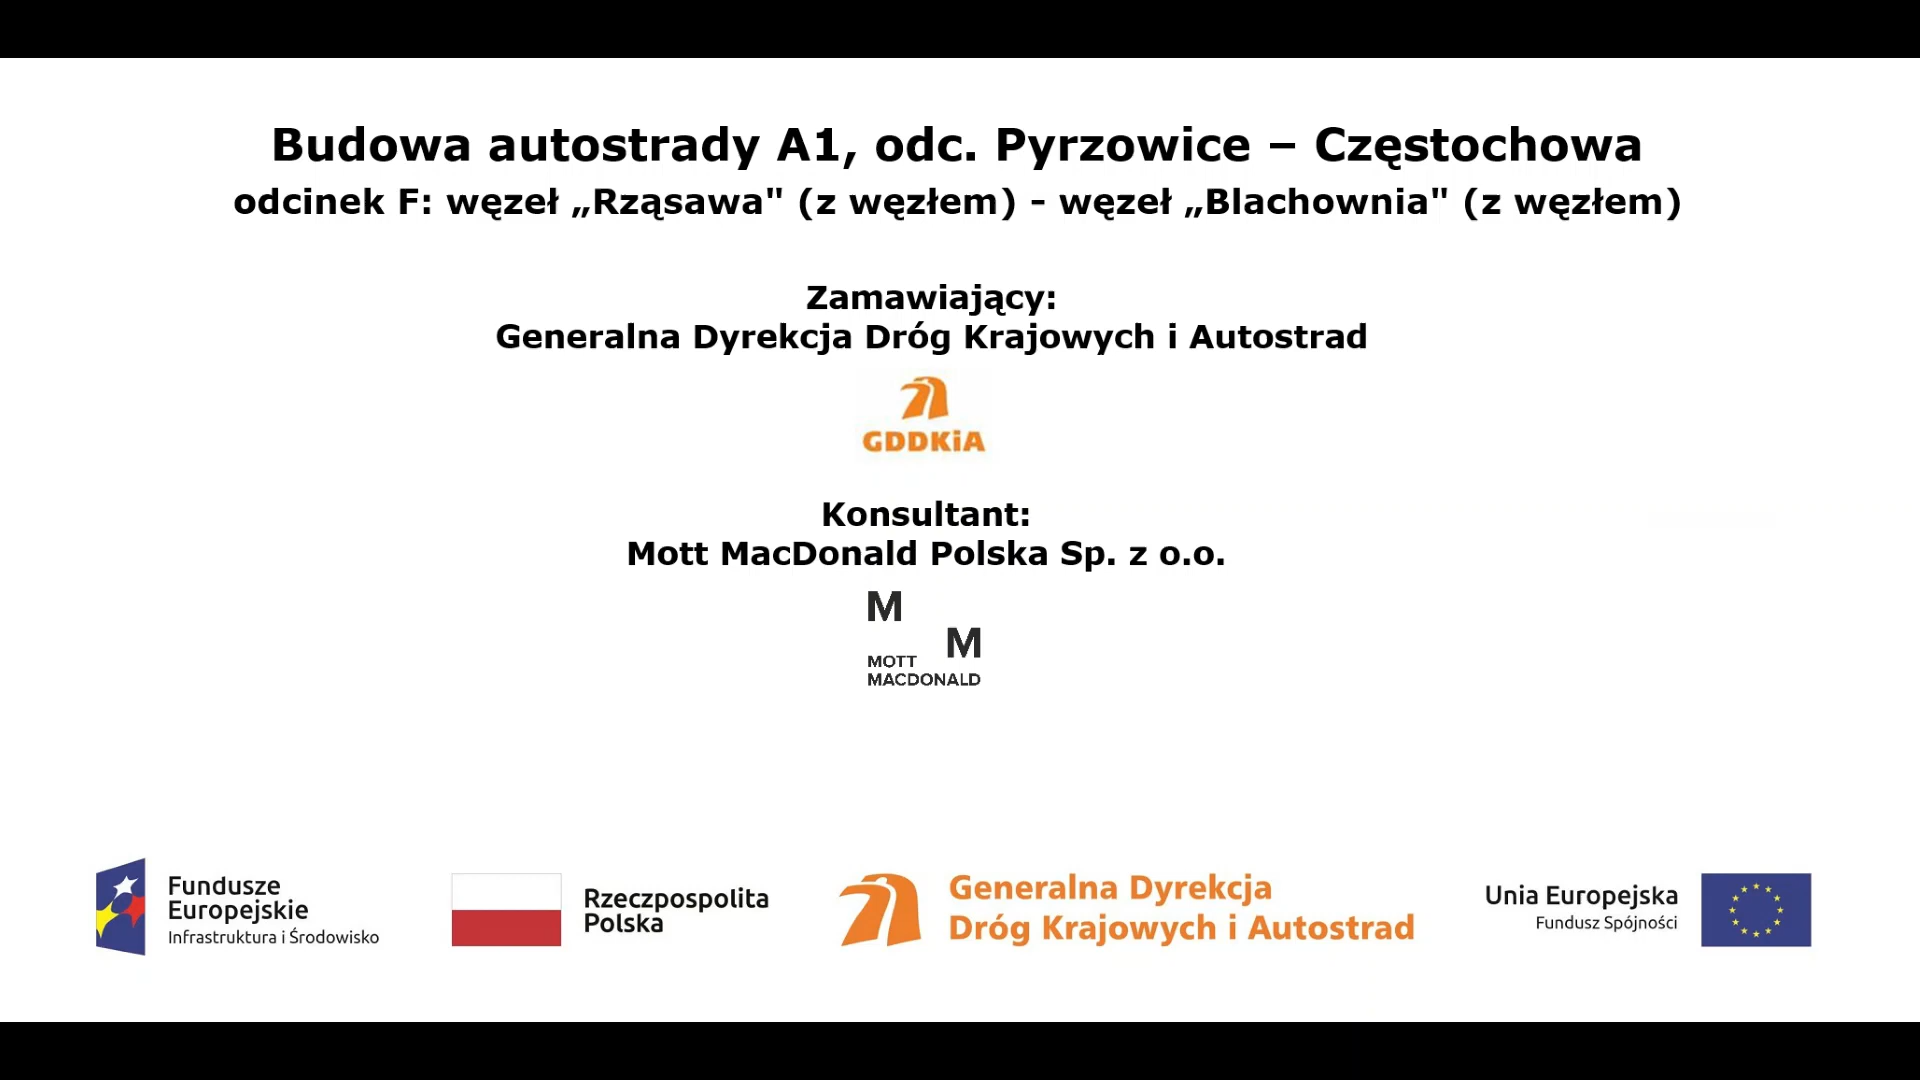 Budowa autostrady A1, odc. Pyrzowice – Częstochowa
odcinek F: węzeł „Rząsawa" (z węzłem) - węzeł „Blachownia" (z węzłem)
Zamawiający:
Generalna Dyrekcja Dróg Krajowych i Autostrad
GDDKiA
Konsultant:
Mott MacDonald Polska Sp. z o.o.
M
M
MOTT
MACDONALD
Fundusze
Europejskie
Infrastruktura i Środowisko
Rzeczpospolita
Polska
Generalna Dyrekcja
Dróg Krajowych i Autostrad
Unia Europejska
Fundusz Spójności